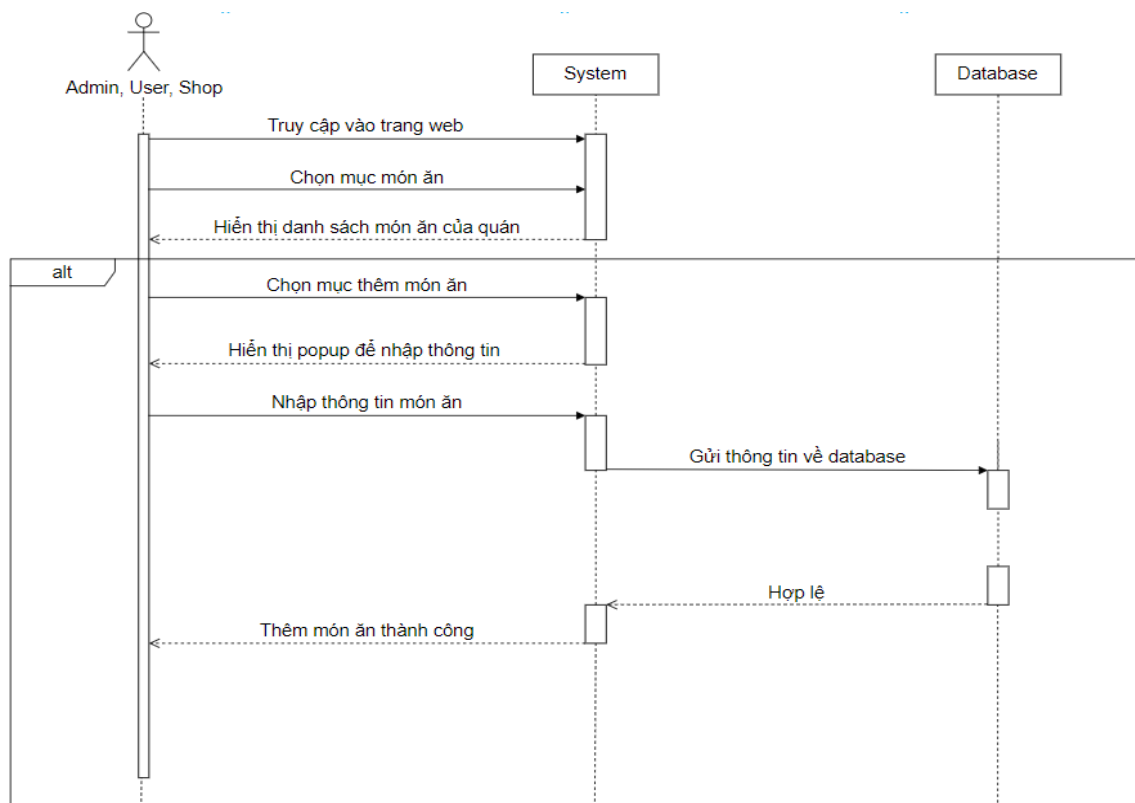 Admin, User, Shop
System
Database
Truy cập vào trang web
Chọn mục món ăn
Hiển thị danh sách món ăn của quán
alt
Chọn mục thêm món ăn
Hiển thị popup để nhập thông tin
Nhập thông tin món ăn
Gửi thông tin về database
Hợp lệ
Thêm món ăn thành công